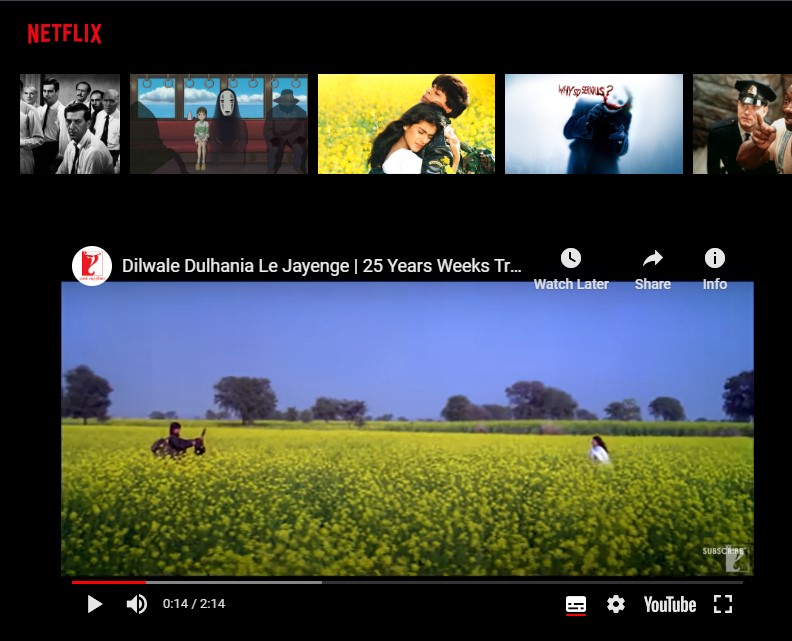 NETFLIX
WHY SO SERIOUS?
Dilwale Dulhania Le Jayenge | 25 Years Weeks Tr...
Watch Later
Share
Info
SUBSCRIBE
0:14 / 2:14
YouTube